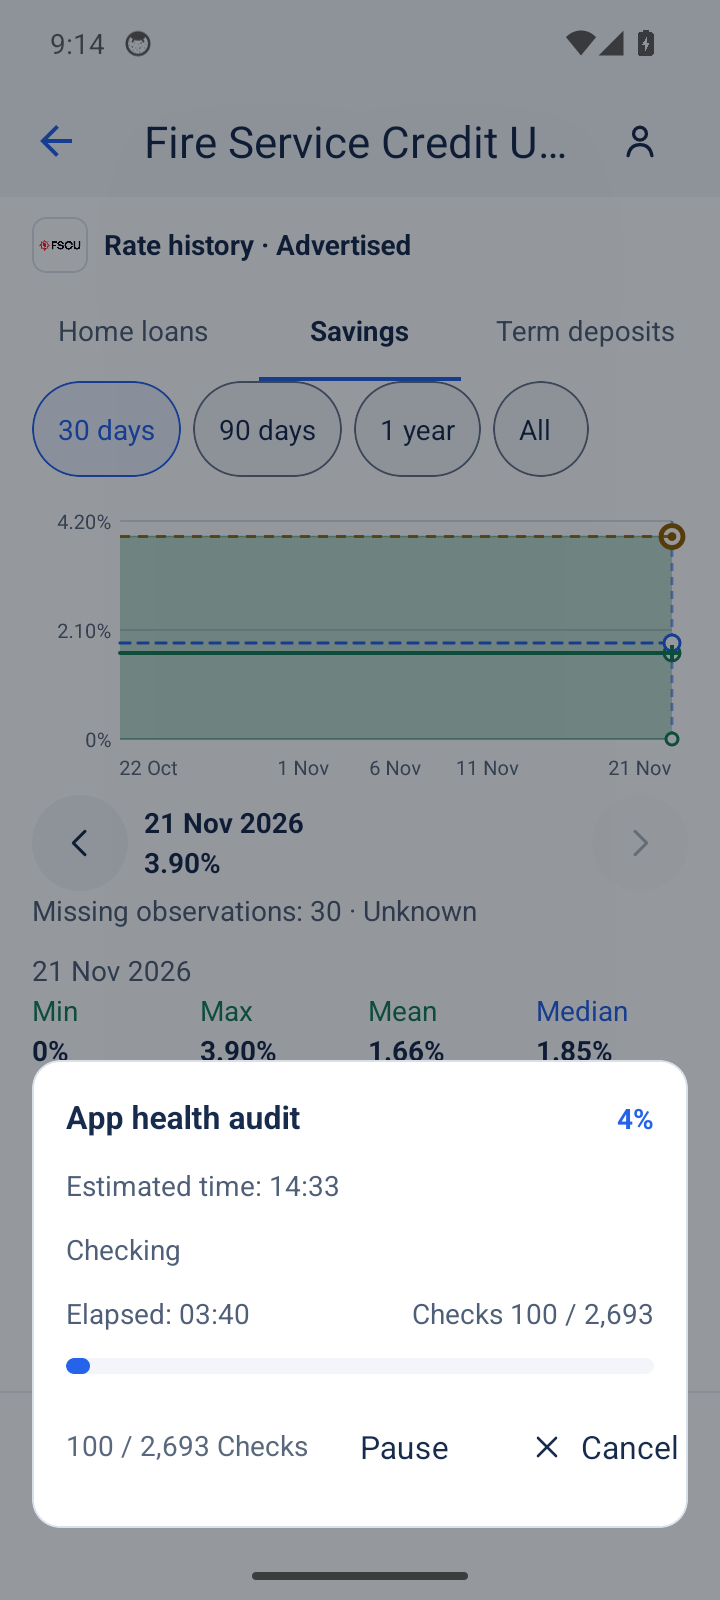 9:14
Fire Service Credit U...
FSCU
Rate history · Advertised
Home loans Savings Term deposits
30 days 90 days 1 year All
4.20%
2.10%
0%
22 Oct 1 Nov 6 Nov 11 Nov 21 Nov
21 Nov 2026
3.90%
Missing observations: 30 · Unknown
21 Nov 2026
Min Max Mean Median
0% 3.90% 1.66% 1.85%
App health audit 4%
Estimated time: 14:33
Checking
Elapsed: 03:40 Checks 100 / 2,693
100 / 2,693 Checks Pause Cancel